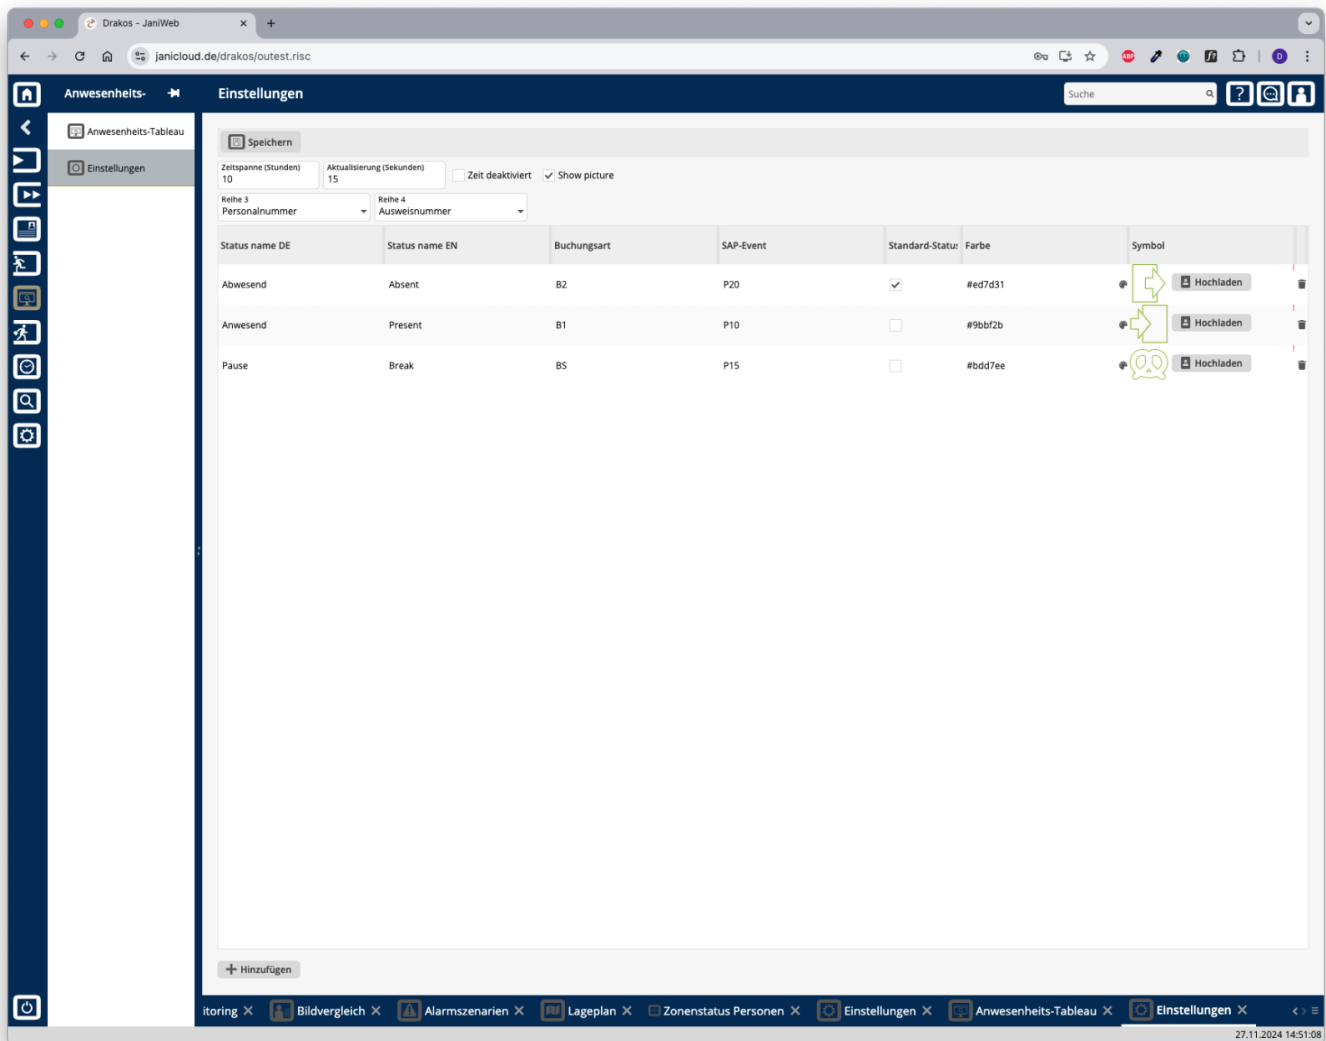 Drakos - JaniWeb
janicloud.de/drakos/outest.risc
ABP
D
Anwesenheits-
Einstellungen
Suche
Anwesenheits-Tableau
Einstellungen
Speichern
Zeitspanne (Stunden)
10
Aktualisierung (Sekunden)
15
Zeit deaktiviert
Show picture
Reihe 3
Personalnummer
Reihe 4
Ausweisnummer
Status name DE Status name EN Buchungsart SAP-Event Standard-Status Farbe Symbol
Abwesend Absent B2 P20 #ed7d31 Hochladen
Anwesend Present B1 P10 #9bbf2b Hochladen
Pause Break BS P15 #bdd7ee Hochladen
Hinzufügen
itoring Bildvergleich Alarmszenarien Lageplan Zonenstatus Personen Einstellungen Anwesenheits-Tableau Einstellungen
27.11.2024 14:51:08